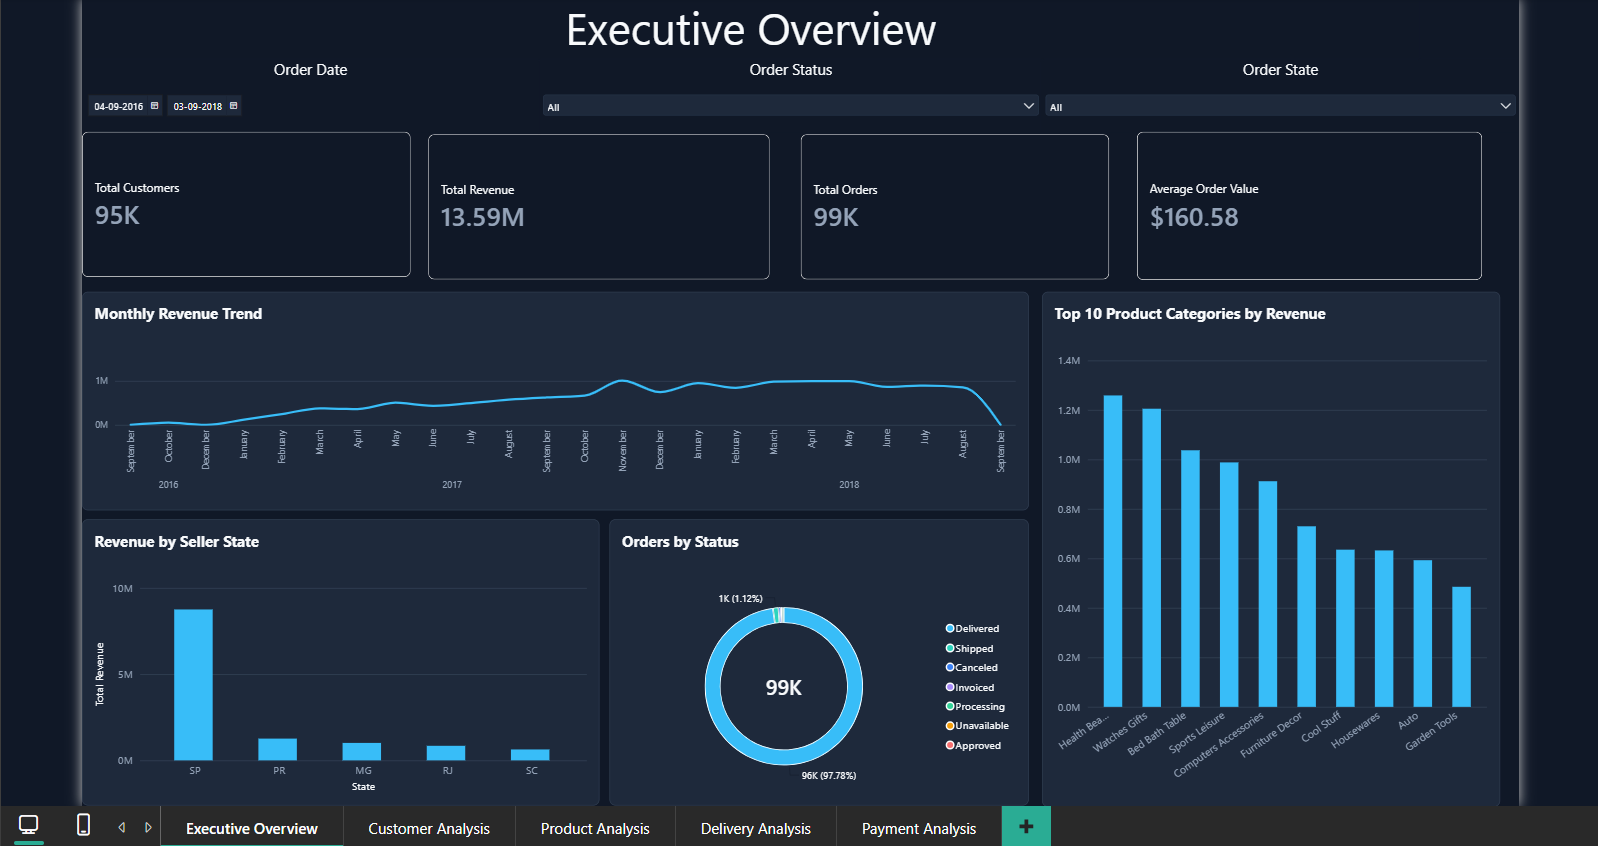 Executive Overview
Order Date
Order Status
Order State
04-09-2016
03-09-2018
All
All
Total Customers
95K
Total Revenue
13.59M
Total Orders
99K
Average Order Value
$160.58
Monthly Revenue Trend
1M
0M
September
October
December
January
February
March
April
May
June
July
August
September
October
November
December
January
February
March
April
May
June
July
August
September
2016
2017
2018
Top 10 Product Categories by Revenue
1.4M
1.2M
1.0M
0.8M
0.6M
0.4M
0.2M
0.0M
Health Bea...
Watches Gifts
Bed Bath Table
Sports Leisure
Computers Accessories
Furniture Decor
Cool Stuff
Housewares
Auto
Garden Tools
Revenue by Seller State
Total Revenue
10M
5M
0M
SP
PR
MG
RJ
SC
State
Orders by Status
1K (1.12%)
99K
96K (97.78%)
Delivered
Shipped
Canceled
Invoiced
Processing
Unavailable
Approved
Executive Overview
Customer Analysis
Product Analysis
Delivery Analysis
Payment Analysis